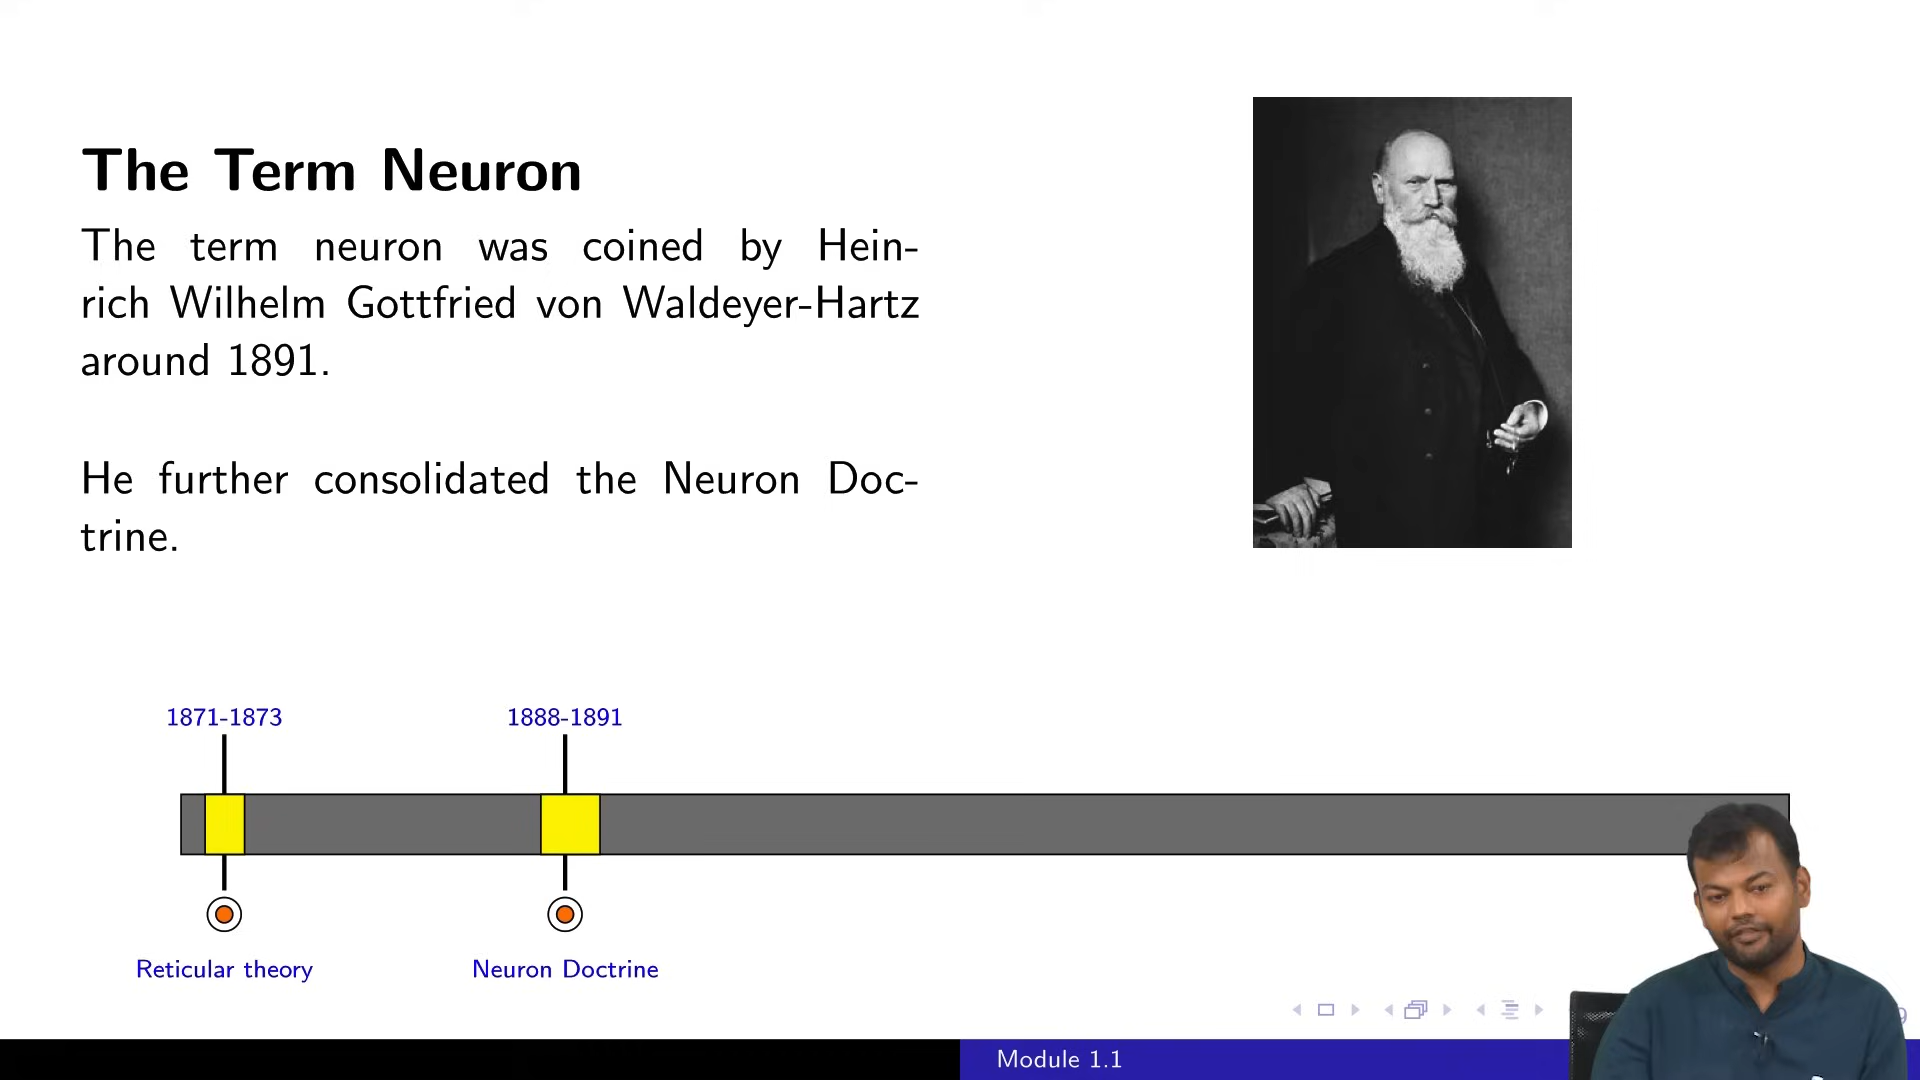 The Term Neuron
The term neuron was coined by Hein-
rich Wilhelm Gottfried von Waldeyer-Hartz
around 1891.
He further consolidated the Neuron Doc-
trine.
1871-1873
1888-1891
Reticular theory
Neuron Doctrine
Module 1.1